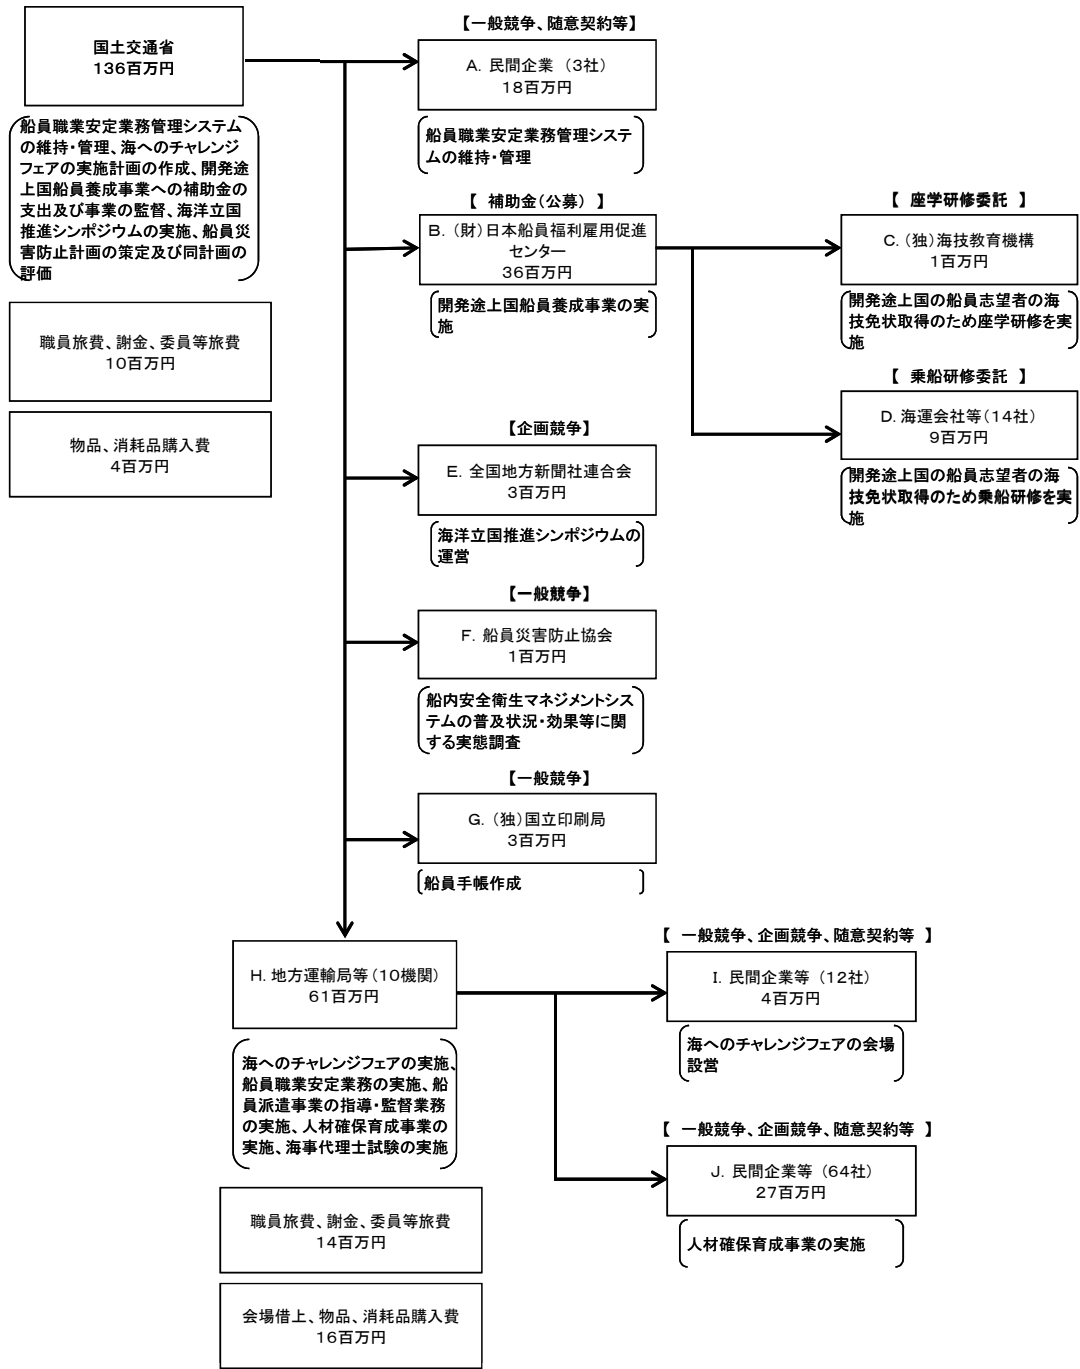 国土交通省
136百万円
船員職業安定業務管理システム
の維持・管理、海へのチャレンジ
フェアの実施計画の作成、開発途
上国船員養成事業への補助金の
支出及び事業の監督、海洋立国
推進シンポジウムの実施、船員災
害防止計画の策定及び同計画の
評価
職員旅費、謝金、委員等旅費
10百万円
物品、消耗品購入費
4百万円
【一般競争、随意契約等】
A. 民間企業 （3社）
18百万円
船員職業安定業務管理システ
ムの維持・管理
【 補助金（公募） 】
B. （財）日本船員福利雇用促進
センター
36百万円
開発途上国船員養成事業の実
施
【 座学研修委託 】
C. （独）海技教育機構
1百万円
開発途上国の船員志望者の海
技免状取得のため座学研修を実
施
【 乗船研修委託 】
D. 海運会社等（14社）
9百万円
開発途上国の船員志望者の海
技免状取得のため乗船研修を実
施
【企画競争】
E. 全国地方新聞社連合会
3百万円
海洋立国推進シンポジウムの
運営
【一般競争】
F. 船員災害防止協会
1百万円
船内安全衛生マネジメントシス
テムの普及状況・効果等に関
する実態調査
【一般競争】
G. （独）国立印刷局
3百万円
船員手帳作成
H. 地方運輸局等（10機関）
61百万円
海へのチャレンジフェアの実施、
船員職業安定業務の実施、船
員派遣事業の指導・監督業務
の実施、人材確保育成事業の
実施、海事代理士試験の実施
職員旅費、謝金、委員等旅費
14百万円
会場借上、物品、消耗品購入費
16百万円
【 一般競争、企画競争、随意契約等 】
I. 民間企業等（12社）
4百万円
海へのチャレンジフェアの会場
設営
【 一般競争、企画競争、随意契約等 】
J. 民間企業等（64社）
27百万円
人材確保育成事業の実施